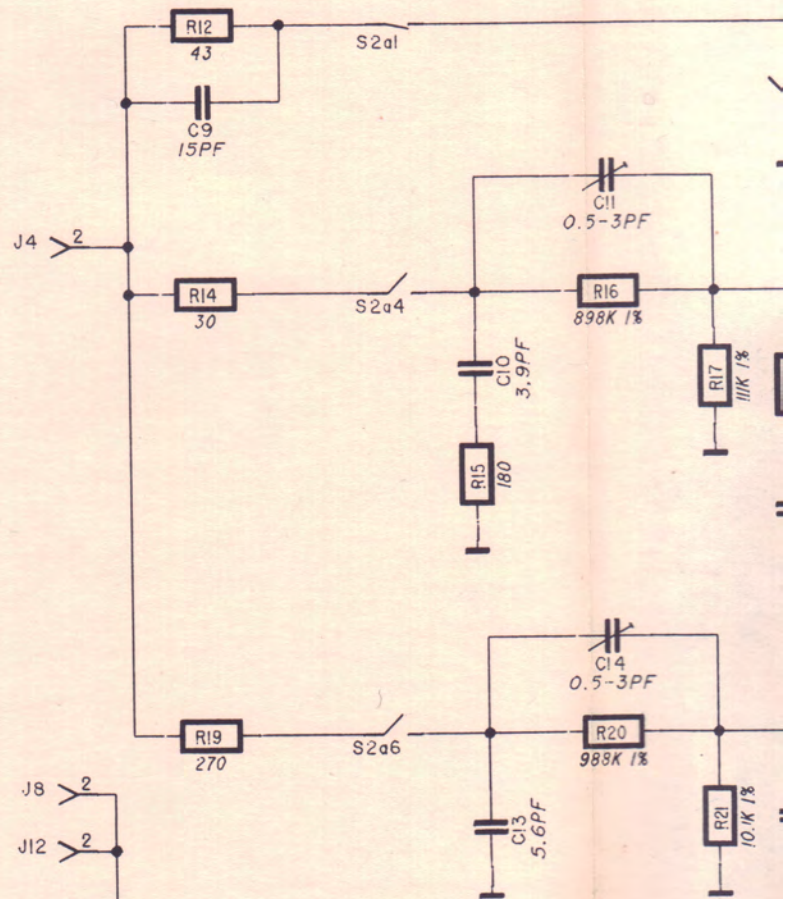 R12
43
S2a1
C9
15PF
C11
0.5-3PF
J4 2
R14
30
S2a4
R16
898K 1%
C10
3.9PF
R17
111K 1%
R15
180
C14
0.5-3PF
R19
270
S2a6
R20
988K 1%
J8 2
C13
5.6PF
R21
10.1K 1%
J12 2